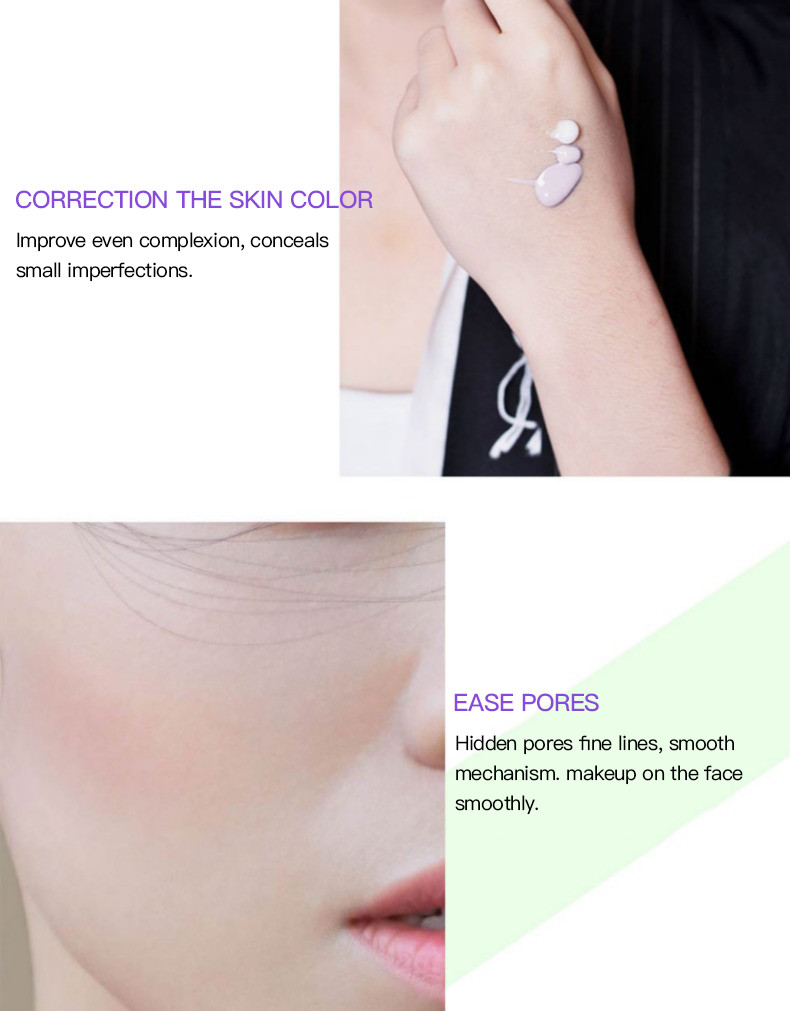 CORRECTION THE SKIN COLOR
Improve even complexion, conceals
small imperfections.
EASE PORES
Hidden pores fine lines, smooth
mechanism. makeup on the face
smoothly.